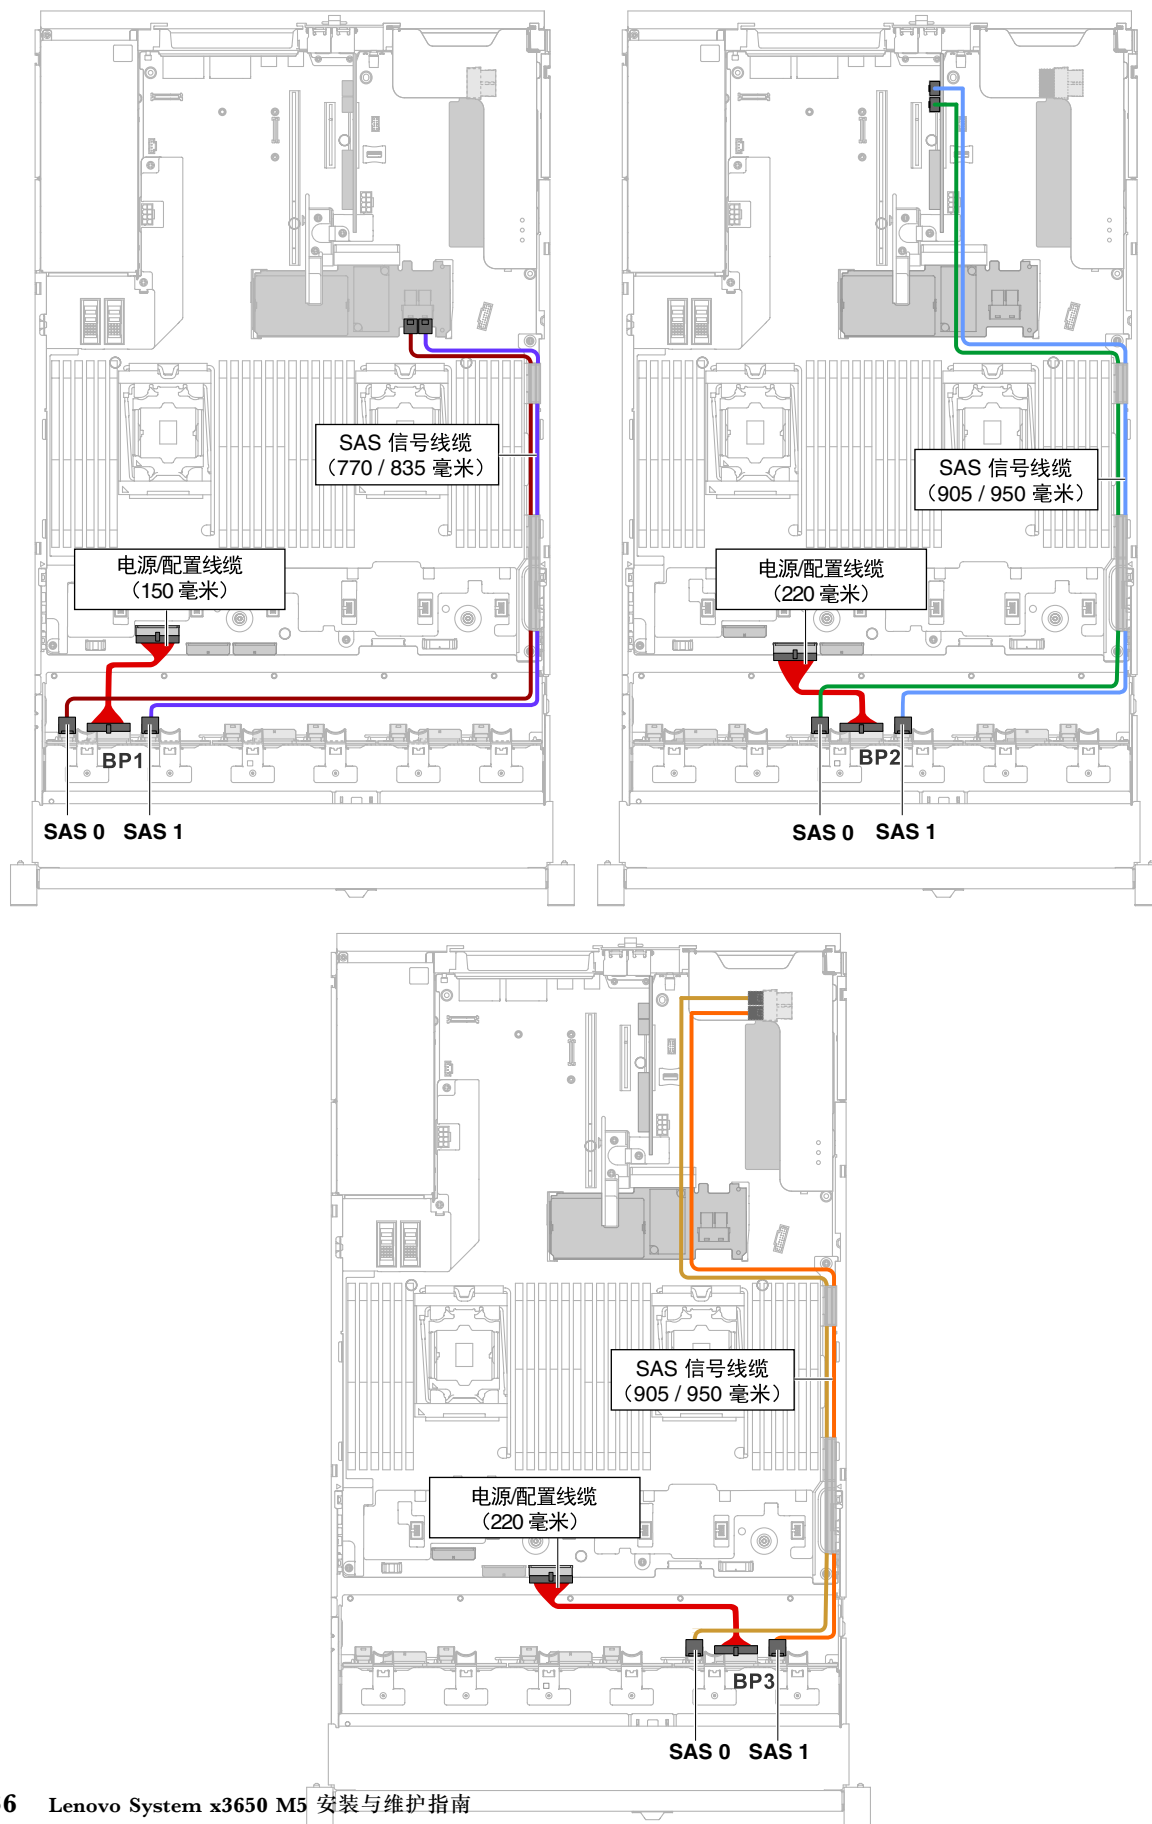 SAS 信号线缆
（770 / 835 毫米）
电源/配置线缆
（150 毫米）
BP1
SAS 0 SAS 1
SAS 信号线缆
（905 / 950 毫米）
电源/配置线缆
（220 毫米）
BP2
SAS 0 SAS 1
SAS 信号线缆
（905 / 950 毫米）
电源/配置线缆
（220 毫米）
BP3
SAS 0 SAS 1
6 Lenovo System x3650 M5 安装与维护指南